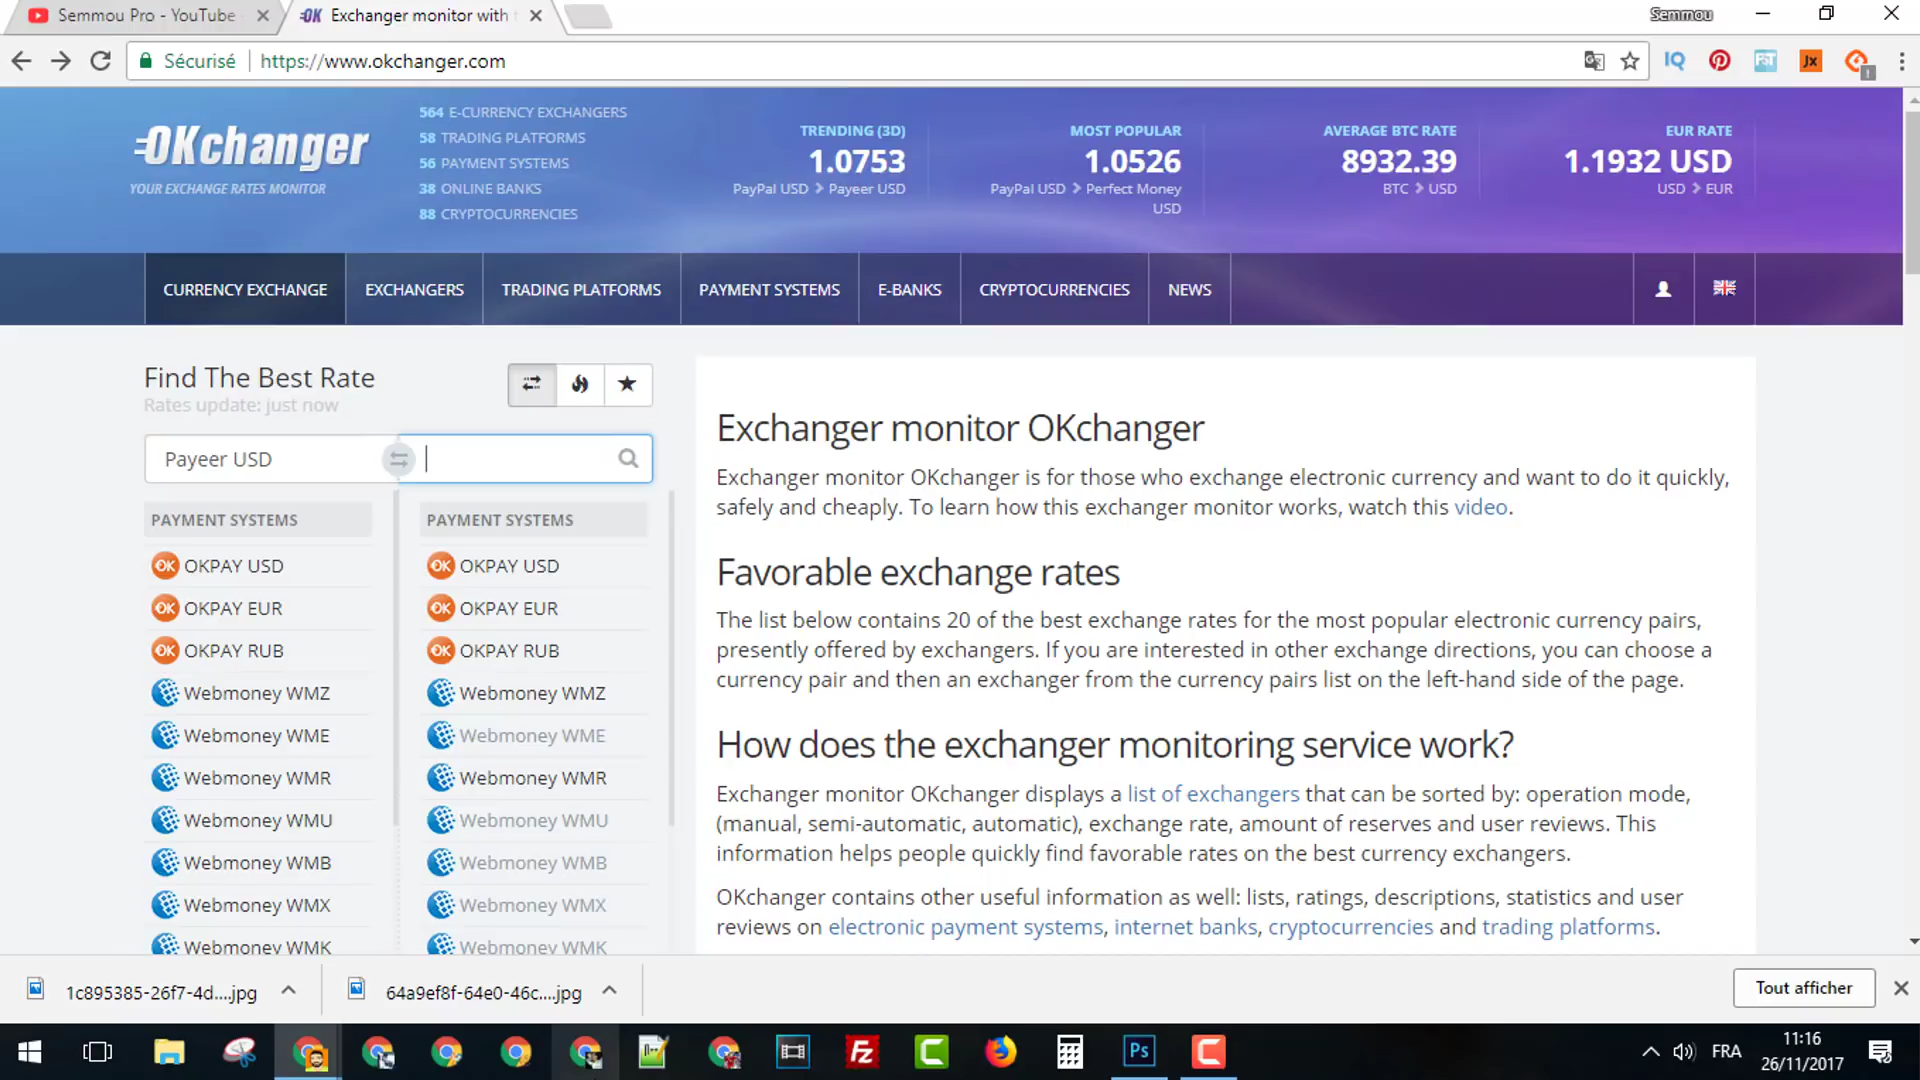 Semmou Pro - YouTube
Exchanger monitor with
Semmou
Sécurisé
https://www.okchanger.com
OKchanger
YOUR EXCHANGE RATES MONITOR
564 E-CURRENCY EXCHANGERS
58 TRADING PLATFORMS
56 PAYMENT SYSTEMS
38 ONLINE BANKS
88 CRYPTOCURRENCIES
TRENDING (3D)
1.0753
PayPal USD > Payeer USD
MOST POPULAR
1.0526
PayPal USD > Perfect Money
USD
AVERAGE BTC RATE
8932.39
BTC > USD
EUR RATE
1.1932 USD
USD > EUR
CURRENCY EXCHANGE
EXCHANGERS
TRADING PLATFORMS
PAYMENT SYSTEMS
E-BANKS
CRYPTOCURRENCIES
NEWS
Find The Best Rate
Rates update: just now
Payeer USD
PAYMENT SYSTEMS
OKPAY USD
OKPAY EUR
OKPAY RUB
Webmoney WMZ
Webmoney WME
Webmoney WMR
Webmoney WMU
Webmoney WMB
Webmoney WMX
Webmoney WMK
PAYMENT SYSTEMS
OKPAY USD
OKPAY EUR
OKPAY RUB
Webmoney WMZ
Webmoney WME
Webmoney WMR
Webmoney WMU
Webmoney WMB
Webmoney WMX
Webmoney WMK
Exchanger monitor OKchanger
Exchanger monitor OKchanger is for those who exchange electronic currency and want to do it quickly,
safely and cheaply. To learn how this exchanger monitor works, watch this video.
Favorable exchange rates
The list below contains 20 of the best exchange rates for the most popular electronic currency pairs,
presently offered by exchangers. If you are interested in other exchange directions, you can choose a
currency pair and then an exchanger from the currency pairs list on the left-hand side of the page.
How does the exchanger monitoring service work?
Exchanger monitor OKchanger displays a list of exchangers that can be sorted by: operation mode,
(manual, semi-automatic, automatic), exchange rate, amount of reserves and user reviews. This
information helps people quickly find favorable rates on the best currency exchangers.
OKchanger contains other useful information as well: lists, ratings, descriptions, statistics and user
reviews on electronic payment systems, internet banks, cryptocurrencies and trading platforms.
1c895385-26f7-4d....jpg
64a9ef8f-64e0-46c....jpg
Tout afficher
FRA
11:16
26/11/2017